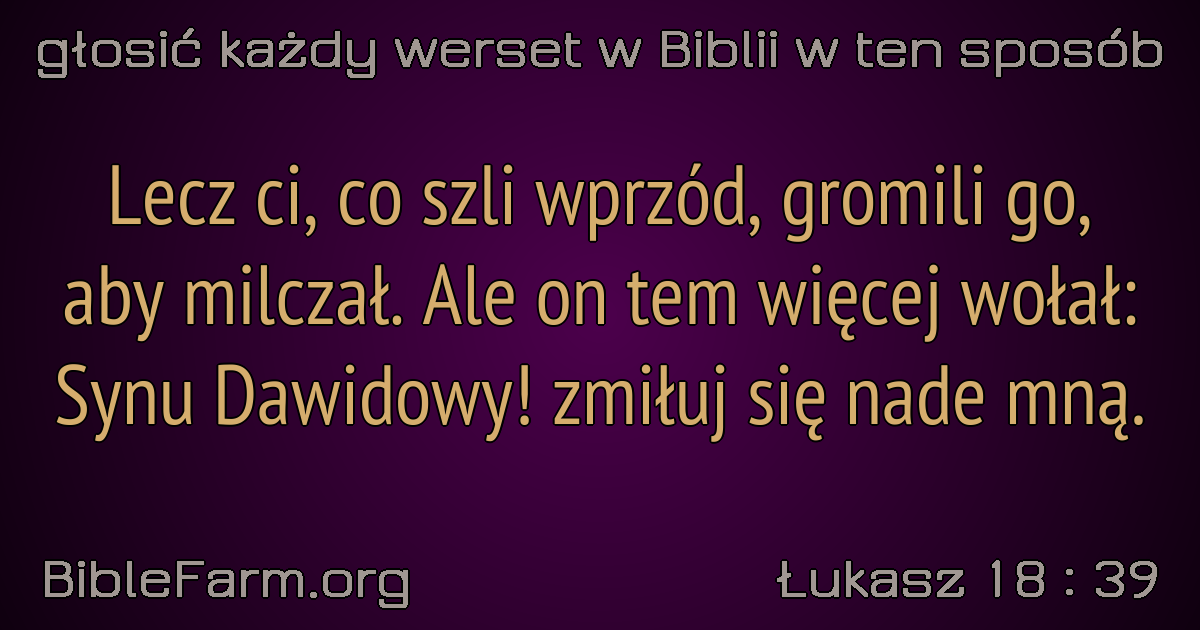 głosić każdy werset w Biblii w ten sposób
Lecz ci, co szli wprzód, gromili go,
aby milczał. Ale on tem więcej wołał:
Synu Dawidowy! zmiłuj się nade mną.
BibleFarm.org
Łukasz 18 : 39